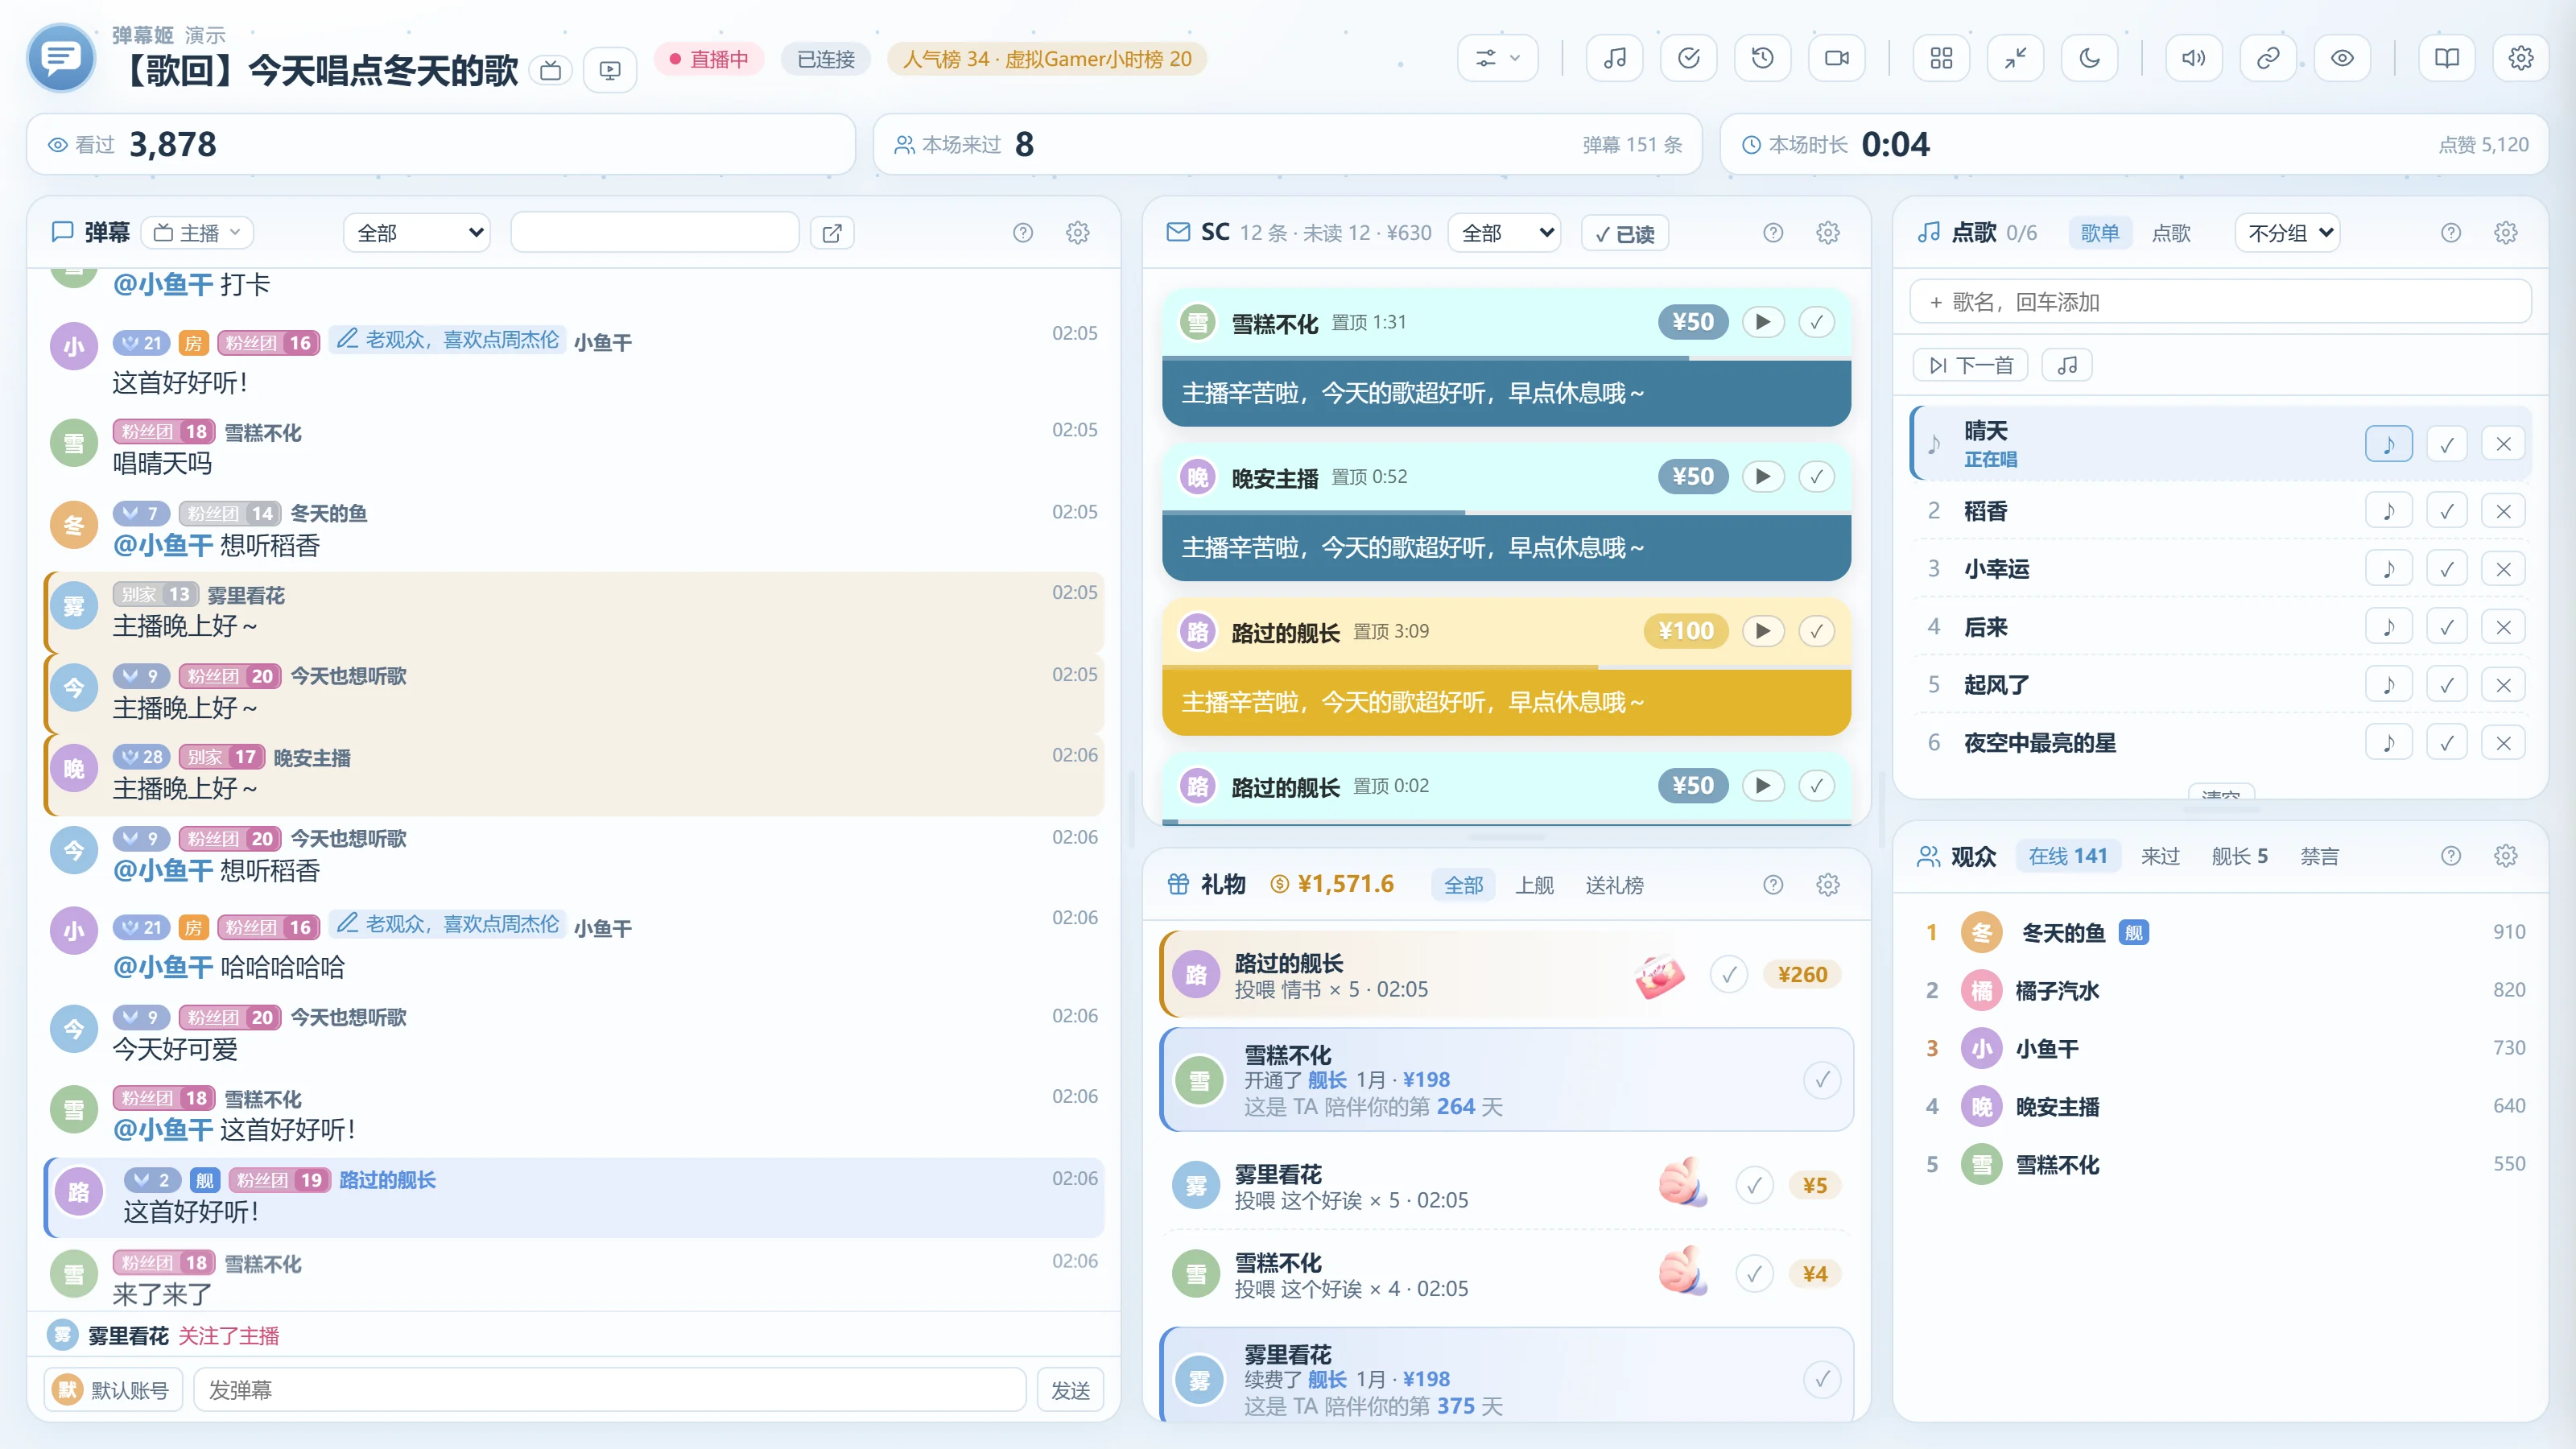 弹幕姬 演示
【歌回】今天唱点冬天的歌
直播中
已连接
人气榜 34 · 虚拟Gamer小时榜 20
看过 3,878
本场来过 8
弹幕 151 条
本场时长 0:04
点赞 5,120
弹幕 主播 全部
@小鱼干 打卡
小 21 房 粉丝团 16 老观众，喜欢点周杰伦 小鱼干 02:05
这首好好听！
雪 粉丝团 18 雪糕不化 02:05
唱晴天吗
冬 7 粉丝团 14 冬天的鱼 02:05
@小鱼干 想听稻香
雾 别家 13 雾里看花 02:05
主播晚上好～
今 9 粉丝团 20 今天也想听歌 02:05
主播晚上好～
晚 28 别家 17 晚安主播 02:06
主播晚上好～
今 9 粉丝团 20 今天也想听歌 02:06
@小鱼干 想听稻香
小 21 房 粉丝团 16 老观众，喜欢点周杰伦 小鱼干 02:06
@小鱼干 哈哈哈哈哈
今 9 粉丝团 20 今天也想听歌 02:06
今天好可爱
雪 粉丝团 18 雪糕不化 02:06
@小鱼干 这首好好听！
路 2 舰 粉丝团 19 路过的舰长 02:06
这首好好听！
雪 粉丝团 18 雪糕不化 02:06
来了来了
雾 雾里看花 关注了主播
默 默认账号 发弹幕 发送
SC 12 条 · 未读 12 · ¥630 全部 ✓ 已读
雪 雪糕不化 置顶 1:31 ¥50
主播辛苦啦，今天的歌超好听，早点休息哦～
晚 晚安主播 置顶 0:52 ¥50
主播辛苦啦，今天的歌超好听，早点休息哦～
路 路过的舰长 置顶 3:09 ¥100
主播辛苦啦，今天的歌超好听，早点休息哦～
路 路过的舰长 置顶 0:02 ¥50
礼物 ¥1,571.6 全部 上舰 送礼榜
路 路过的舰长
投喂 情书 × 5 · 02:05 ¥260
雪 雪糕不化
开通了 舰长 1月 · ¥198
这是 TA 陪伴你的第 264 天
雾 雾里看花
投喂 这个好诶 × 5 · 02:05 ¥5
雪 雪糕不化
投喂 这个好诶 × 4 · 02:05 ¥4
雾 雾里看花
续费了 舰长 1月 · ¥198
这是 TA 陪伴你的第 375 天
点歌 0/6 歌单 点歌 不分组
+ 歌名，回车添加
下一首
晴天
正在唱
2 稻香
3 小幸运
4 后来
5 起风了
6 夜空中最亮的星
清空
观众 在线 141 来过 舰长 5 禁言
1 冬 冬天的鱼 舰 910
2 橘 橘子汽水 820
3 小 小鱼干 730
4 晚 晚安主播 640
5 雪 雪糕不化 550